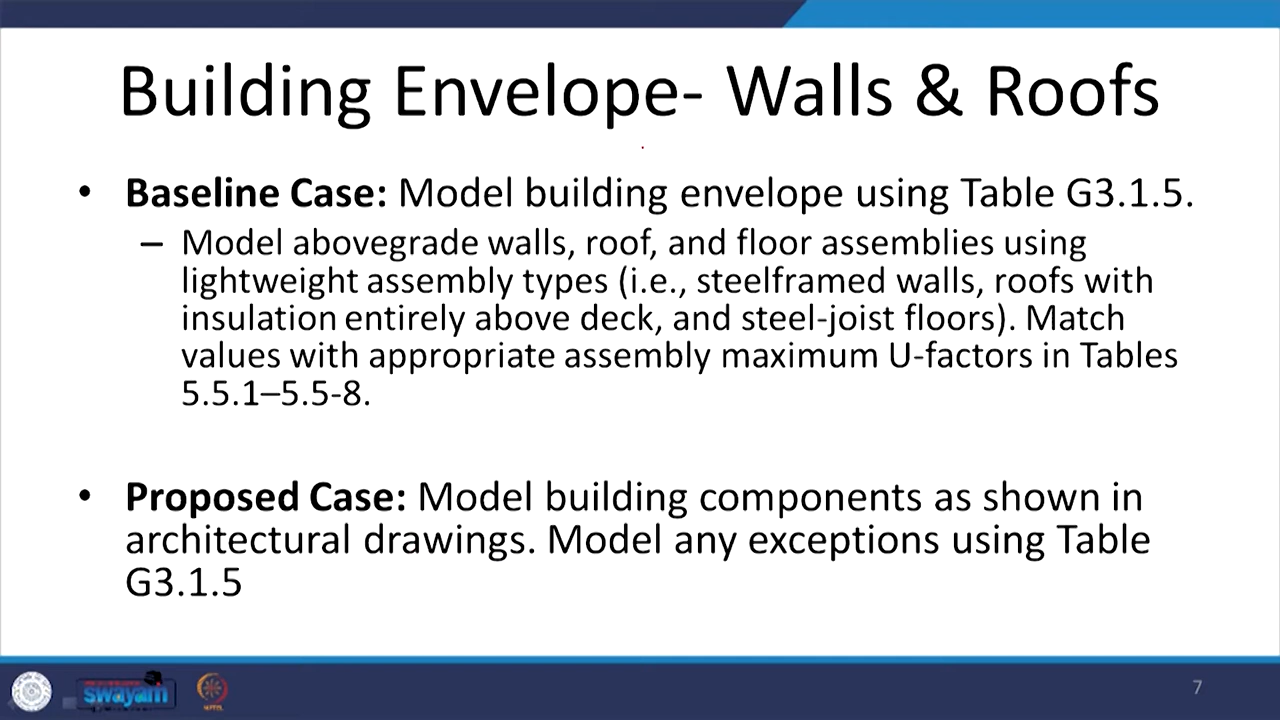 Building Envelope- Walls & Roofs
• Baseline Case: Model building envelope using Table G3.1.5.
– Model abovegrade walls, roof, and floor assemblies using
lightweight assembly types (i.e., steelframed walls, roofs with
insulation entirely above deck, and steel-joist floors). Match
values with appropriate assembly maximum U-factors in Tables
5.5.1–5.5-8.
• Proposed Case: Model building components as shown in
architectural drawings. Model any exceptions using Table
G3.1.5
swayam
7